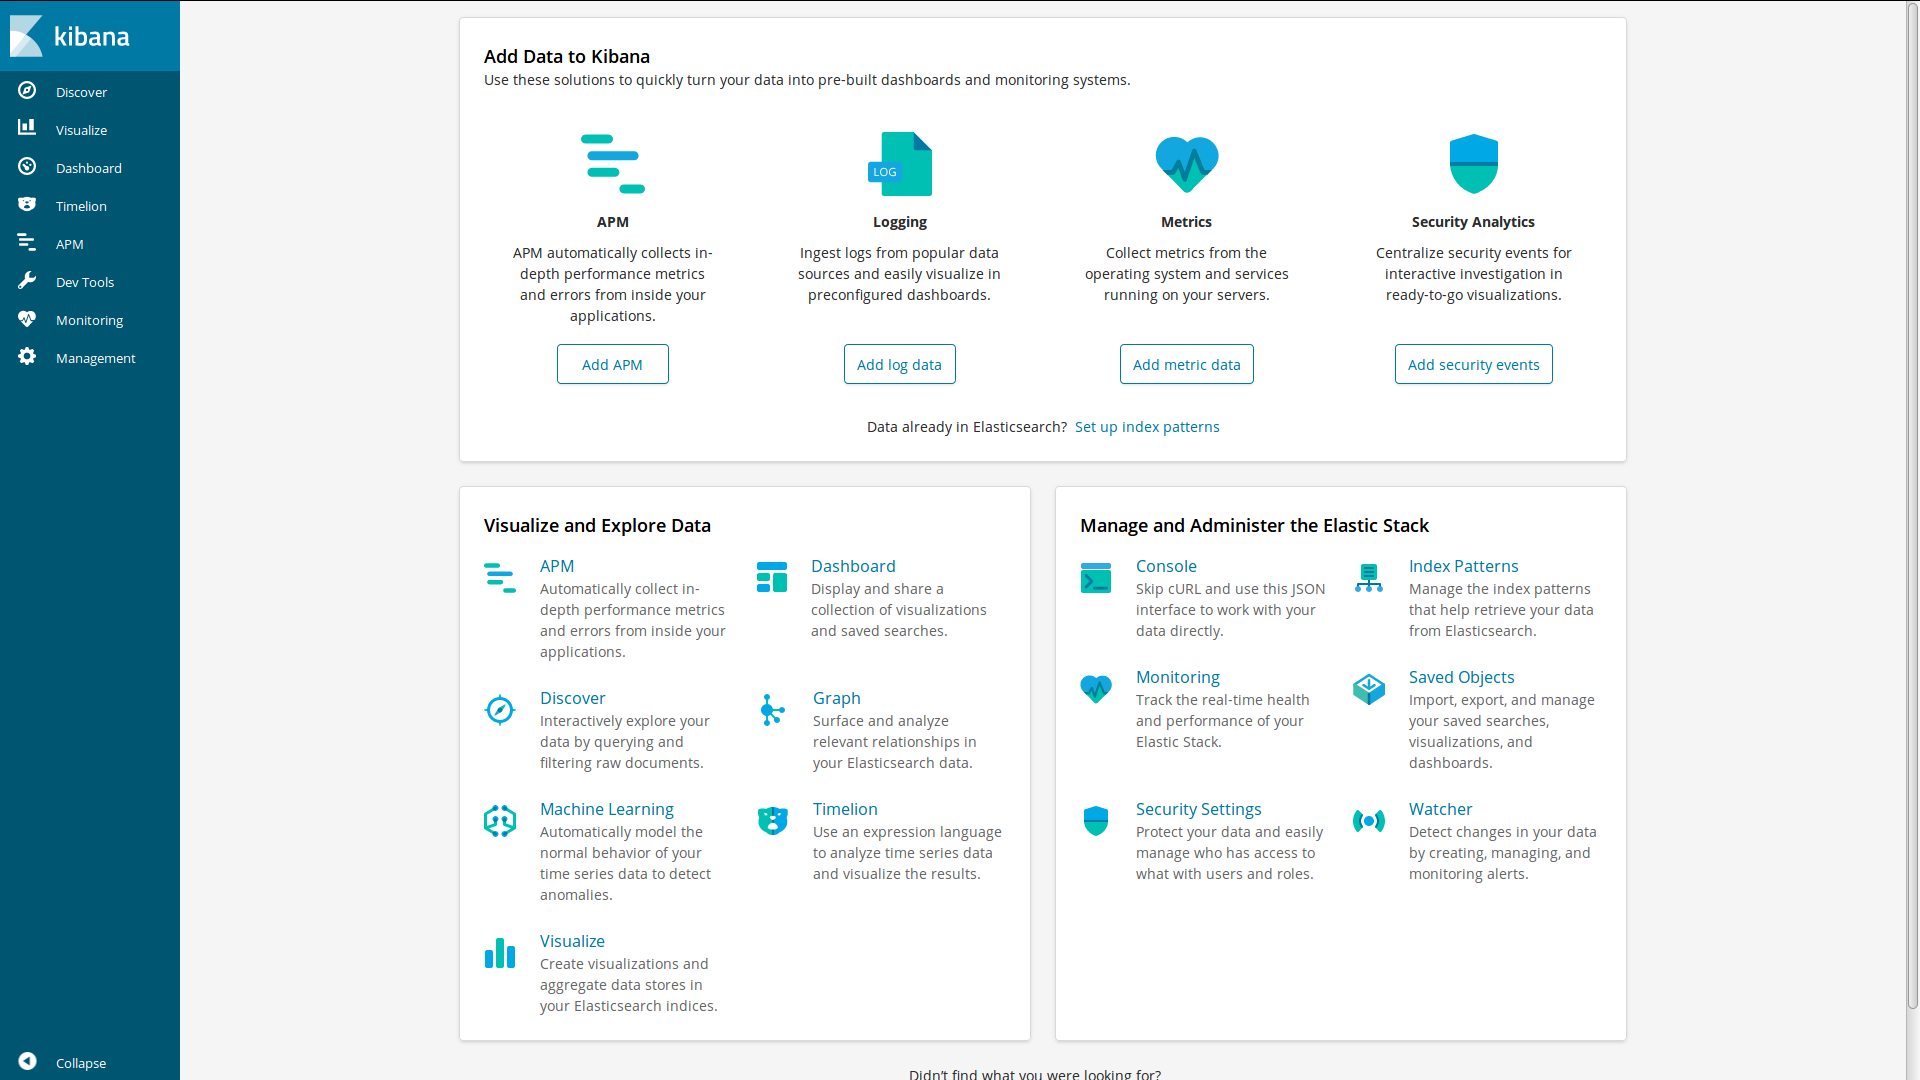 kibana
Discover
Visualize
Dashboard
Timelion
APM
Dev Tools
Monitoring
Management
Collapse
Add Data to Kibana
Use these solutions to quickly turn your data into pre-built dashboards and monitoring systems.
APM
APM automatically collects in-
depth performance metrics
and errors from inside your
applications.
Add APM
LOG
Logging
Ingest logs from popular data
sources and easily visualize in
preconfigured dashboards.
Add log data
Metrics
Collect metrics from the
operating system and services
running on your servers.
Add metric data
Security Analytics
Centralize security events for
interactive investigation in
ready-to-go visualizations.
Add security events
Data already in Elasticsearch? Set up index patterns
Visualize and Explore Data
APM
Automatically collect in-
depth performance metrics
and errors from inside your
applications.
Dashboard
Display and share a
collection of visualizations
and saved searches.
Discover
Interactively explore your
data by querying and
filtering raw documents.
Graph
Surface and analyze
relevant relationships in
your Elasticsearch data.
Machine Learning
Automatically model the
normal behavior of your
time series data to detect
anomalies.
Timelion
Use an expression language
to analyze time series data
and visualize the results.
Visualize
Create visualizations and
aggregate data stores in
your Elasticsearch indices.
Manage and Administer the Elastic Stack
Console
Skip cURL and use this JSON
interface to work with your
data directly.
Index Patterns
Manage the index patterns
that help retrieve your data
from Elasticsearch.
Monitoring
Track the real-time health
and performance of your
Elastic Stack.
Saved Objects
Import, export, and manage
your saved searches,
visualizations, and
dashboards.
Security Settings
Protect your data and easily
manage who has access to
what with users and roles.
Watcher
Detect changes in your data
by creating, managing, and
monitoring alerts.
Didn't find what you were looking for?